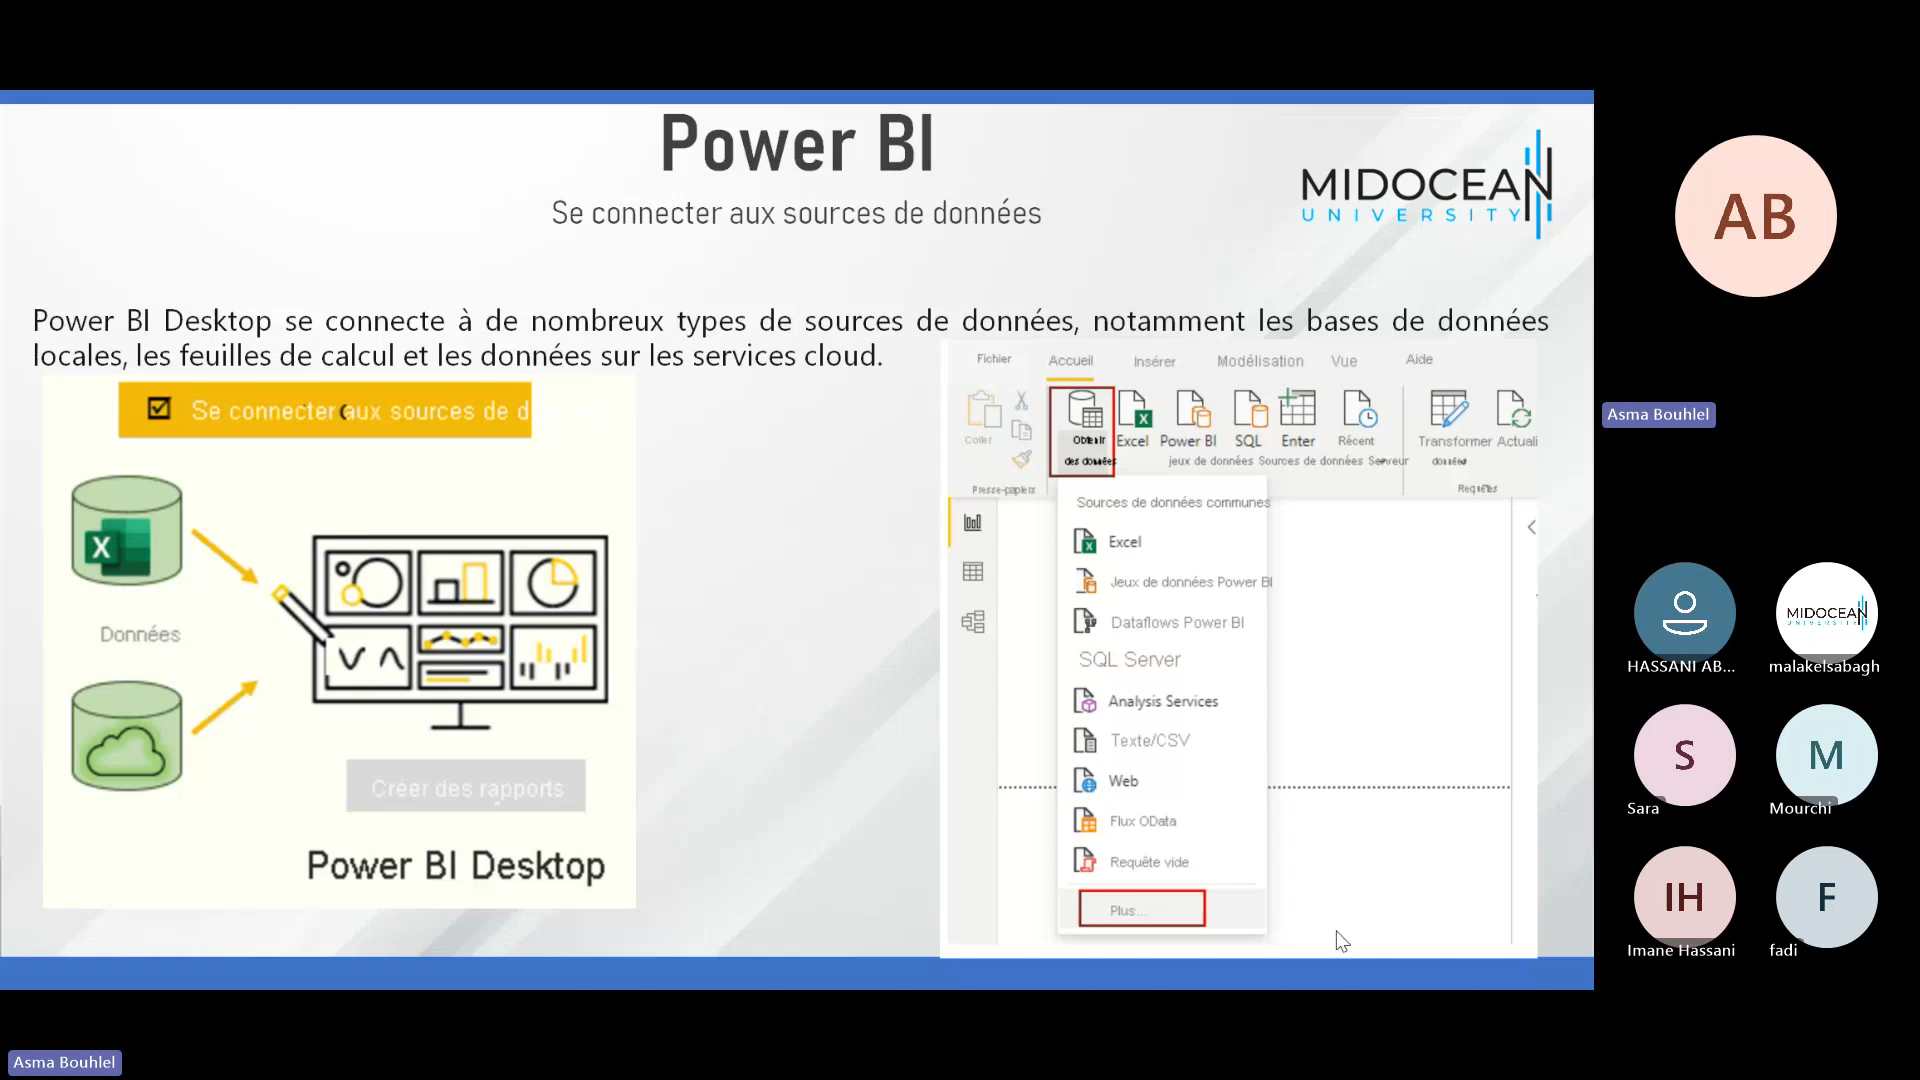 Power BI
Se connecter aux sources de données
MIDOCEAN
UNIVERSITY
Power BI Desktop se connecte à de nombreux types de sources de données, notamment les bases de données
locales, les feuilles de calcul et les données sur les services cloud.
Se connecter aux sources de d
X
Données
Créer des rapports
Power BI Desktop
Fichier Accueil Insérer Modélisation Vue Aide
Coller
Obtenir Excel Power BI SQL Enter Récent Transformer Actuali
des données jeux de données Sources de données Serveur données
Presse-papiers Requêtes
Sources de données communes
Excel
Jeux de données Power BI
Dataflows Power BI
SQL Server
Analysis Services
Texte/CSV
Web
Flux OData
Requête vide
Plus...
AB
Asma Bouhlel
MIDOCEAN
UNIVERSITY
HASSANI AB... malakelsabagh
S M
Sara Mourchi
IH F
Imane Hassani fadi
Asma Bouhlel